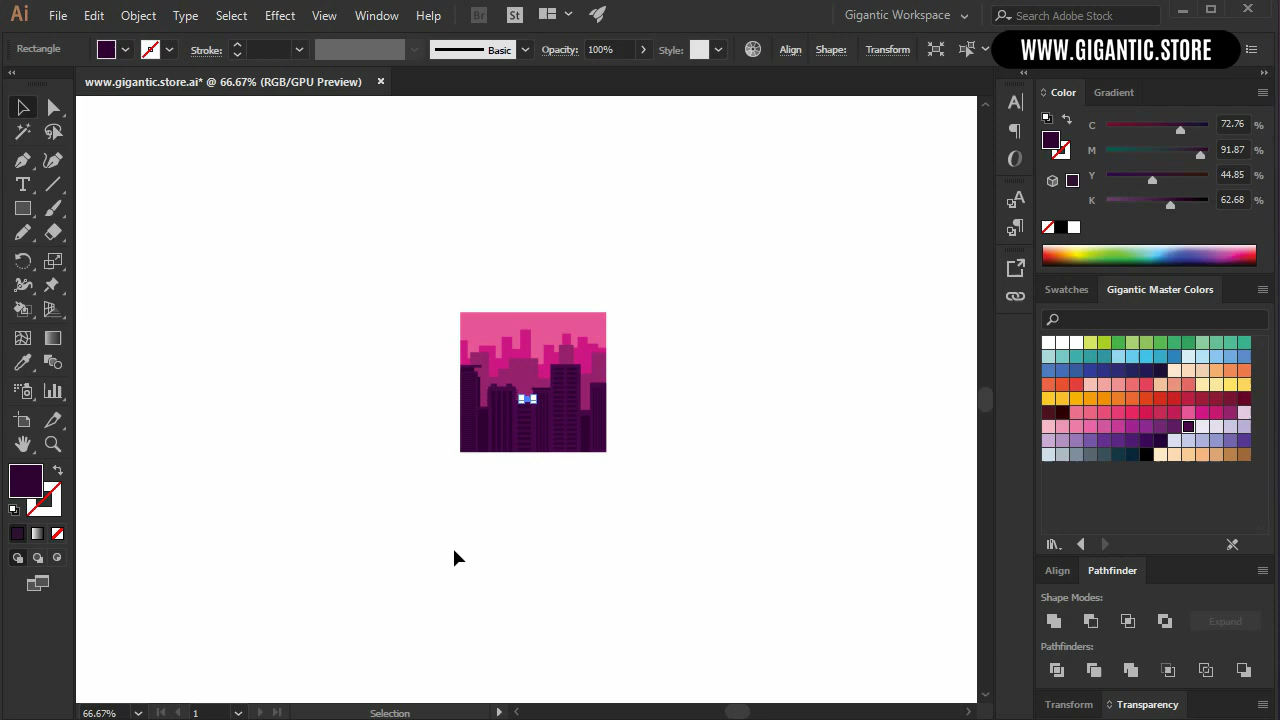 Ai File Edit Object Type Select Effect View Window Help Br St Gigantic Workspace Search Adobe Stock
Rectangle Stroke: Basic Opacity: 100% Style: Align Shape: Transform WWW.GIGANTIC.STORE
www.gigantic.store.ai* @ 66.67% (RGB/GPU Preview)
Color Gradient
C 72.76 %
M 91.87 %
Y 44.85 %
K 62.68 %
Swatches Gigantic Master Colors
Align Pathfinder
Shape Modes:
Expand
Pathfinders:
Transform Transparency
66.67% 1 Selection